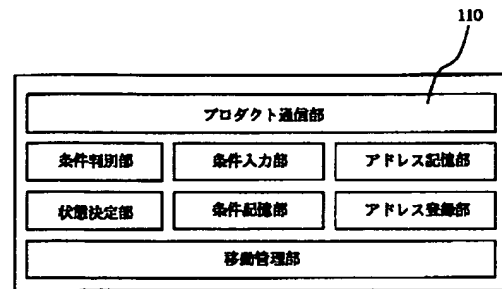 110
プロダクト通信部
条件判別部 条件入力部 アドレス記憶部
状態決定部 条件記憶部 アドレス登録部
移動管理部